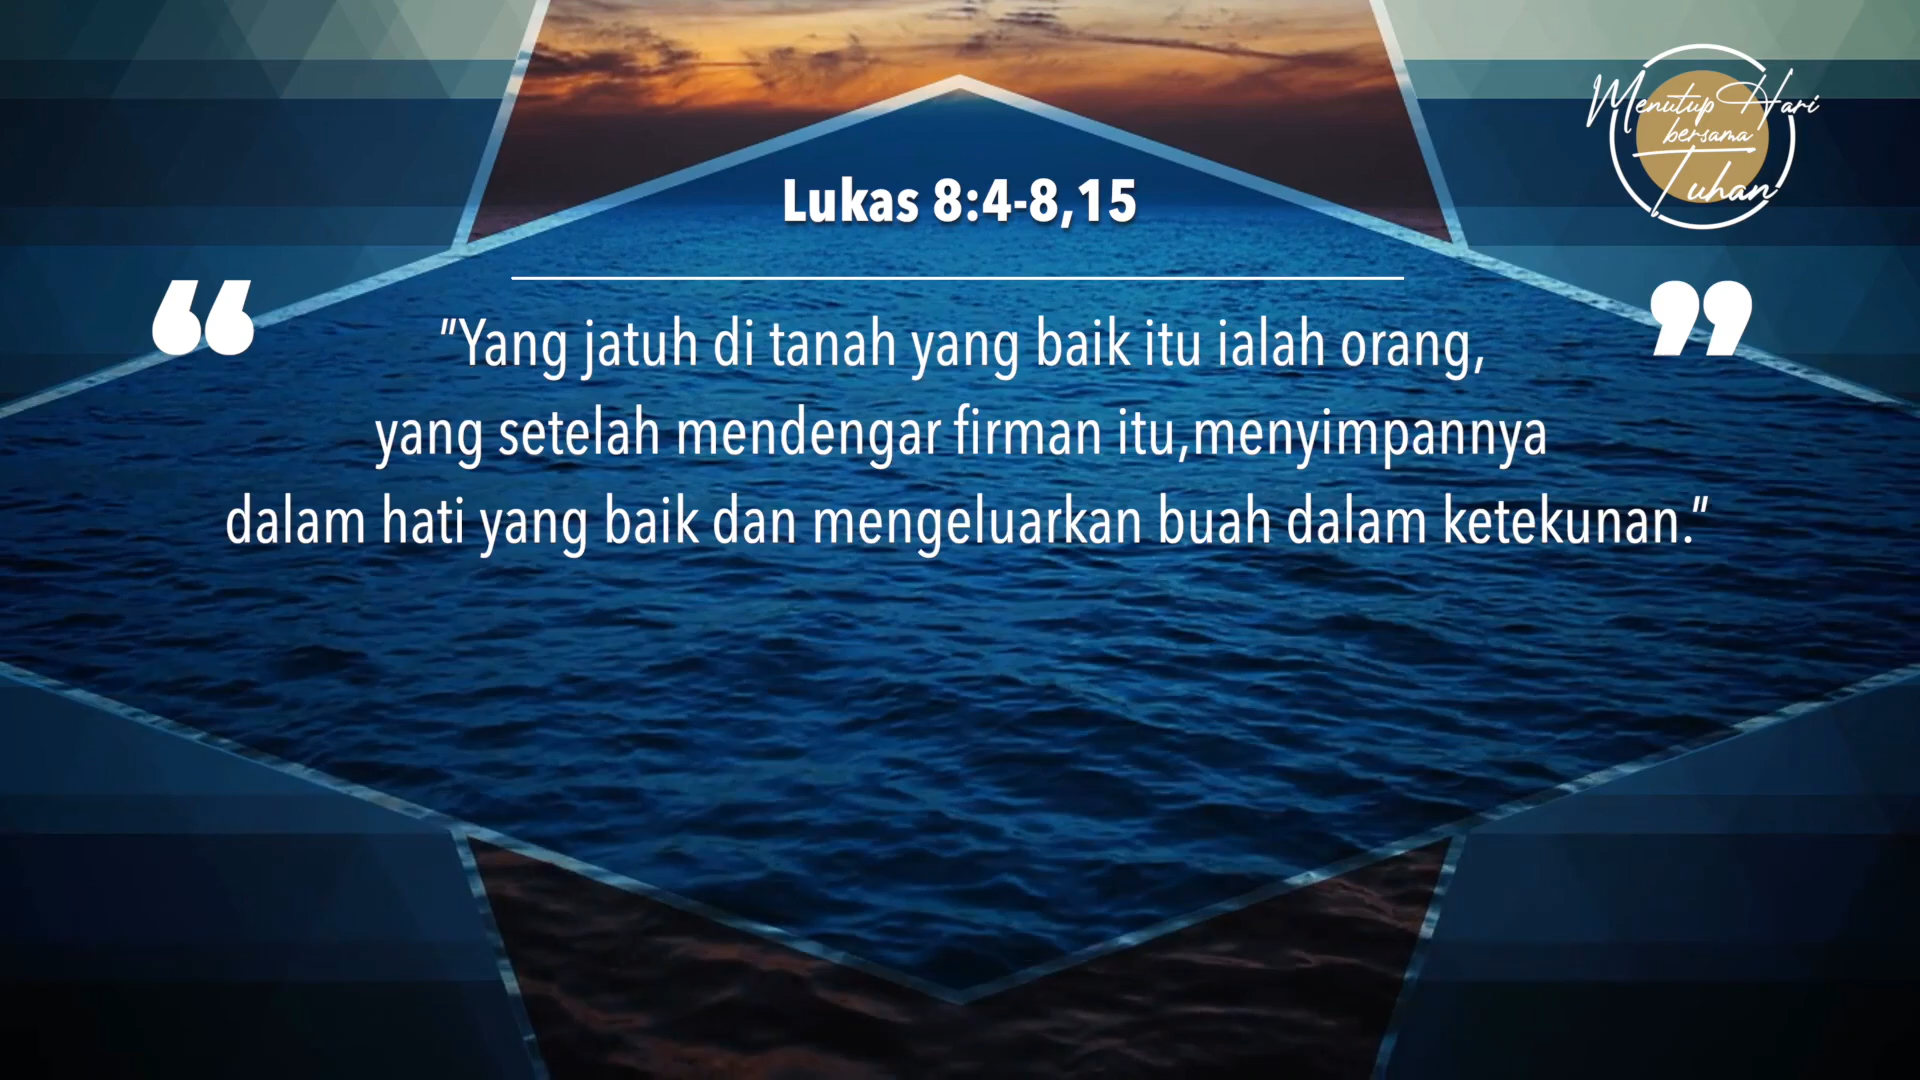 Menutup Hari
bersama
Tuhan
Lukas 8:4-8,15
“ ”
"Yang jatuh di tanah yang baik itu ialah orang,
yang setelah mendengar firman itu,menyimpannya
dalam hati yang baik dan mengeluarkan buah dalam ketekunan."